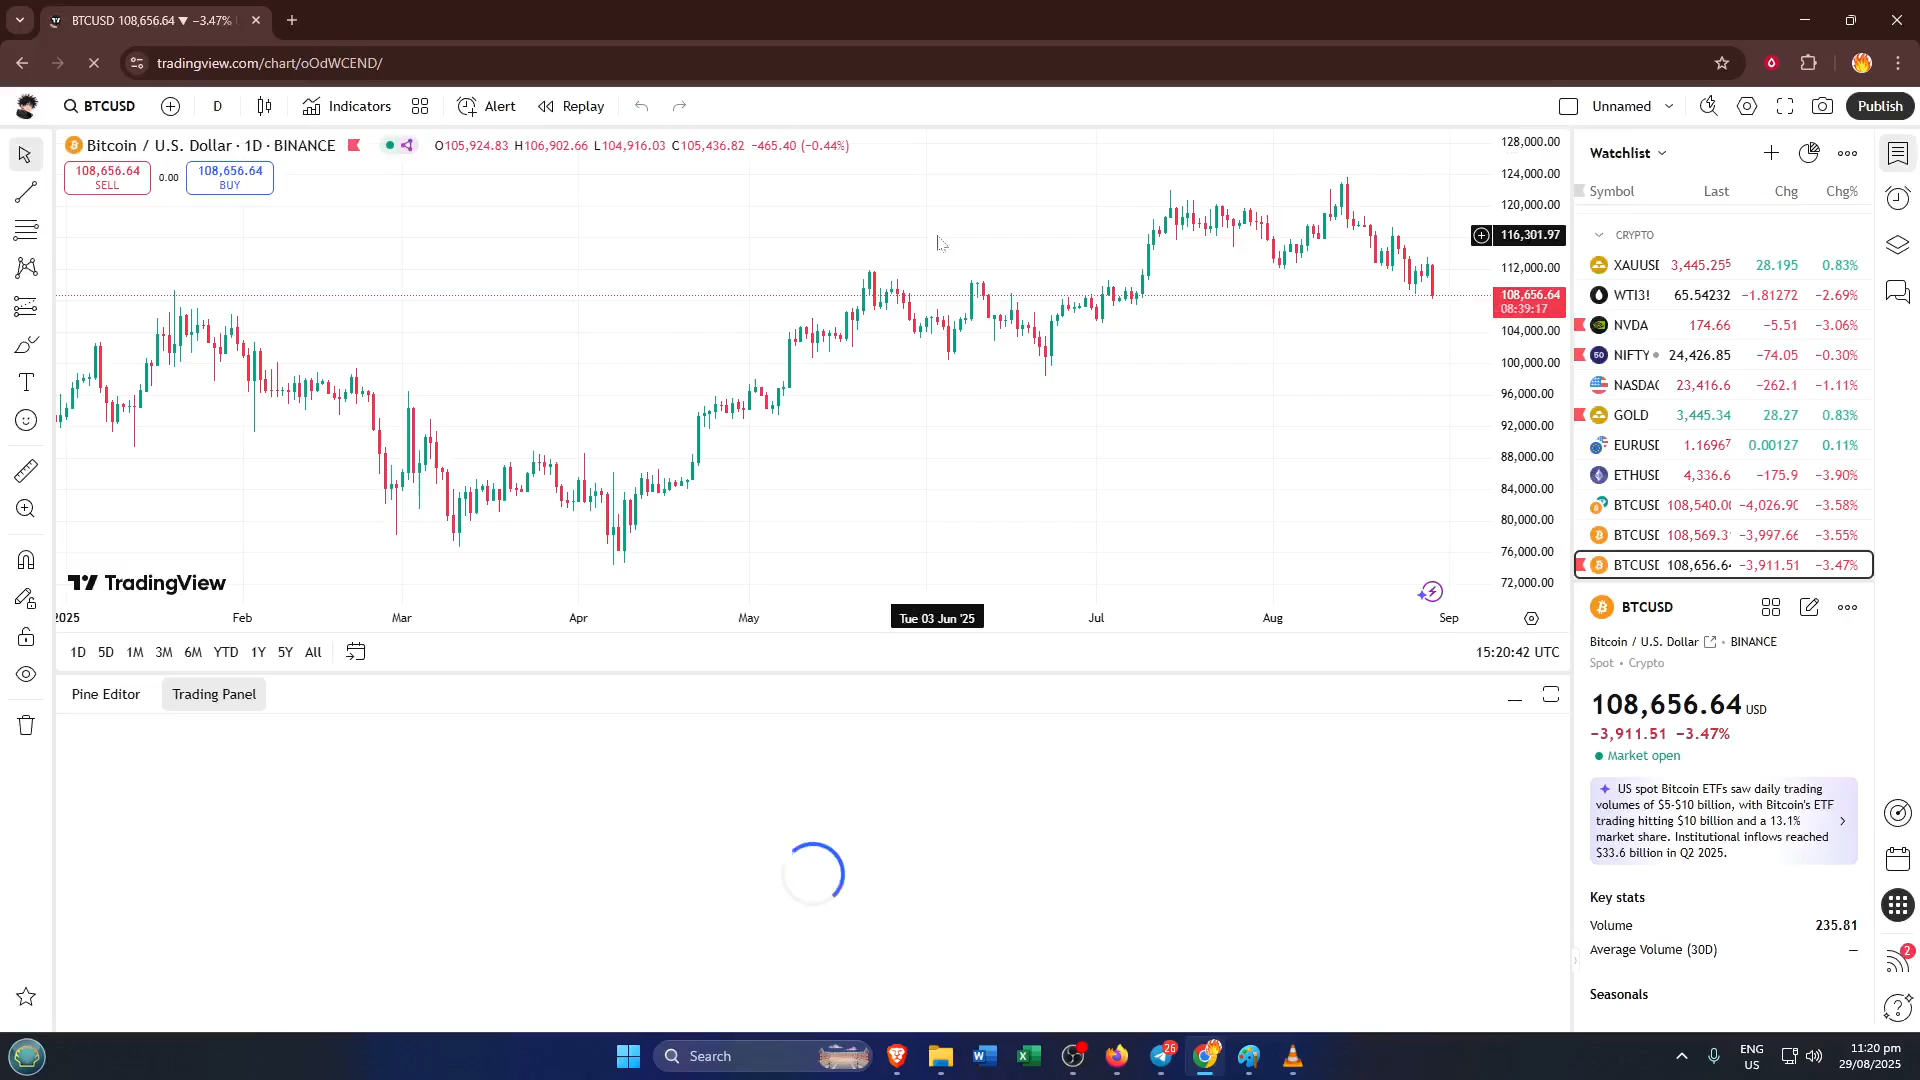 BTCUSD 108,656.64 ▼ −3.47%
tradingview.com/chart/oOdWCEND/
BTCUSD
D
Indicators
Alert
Replay
Unnamed
Publish
Bitcoin / U.S. Dollar · 1D · BINANCE
O105,924.83 H106,902.66 L104,916.03 C105,436.82 −465.40 (−0.44%)
108,656.64
SELL
0.00
108,656.64
BUY
128,000.00
124,000.00
120,000.00
116,301.97
112,000.00
108,656.64
08:39:17
104,000.00
100,000.00
96,000.00
92,000.00
88,000.00
84,000.00
80,000.00
76,000.00
72,000.00
TradingView
2025
Feb
Mar
Apr
May
Tue 03 Jun '25
Jul
Aug
Sep
1D 5D 1M 3M 6M YTD 1Y 5Y All
15:20:42 UTC
Pine Editor
Trading Panel
Watchlist
Symbol Last Chg Chg%
CRYPTO
XAUUSD 3,445.255 28.195 0.83%
WTI3! 65.54232 −1.81272 −2.69%
NVDA 174.66 −5.51 −3.06%
NIFTY 24,426.85 −74.05 −0.30%
NASDAQ 23,416.6 −262.1 −1.11%
GOLD 3,445.34 28.27 0.83%
EURUSD 1.16967 0.00127 0.11%
ETHUSD 4,336.6 −175.9 −3.90%
BTCUSD 108,540.00 −4,026.90 −3.58%
BTCUSD 108,569.31 −3,997.66 −3.55%
BTCUSD 108,656.64 −3,911.51 −3.47%
BTCUSD
Bitcoin / U.S. Dollar • BINANCE
Spot • Crypto
108,656.64 USD
−3,911.51 −3.47%
Market open
US spot Bitcoin ETFs saw daily trading
volumes of $5-$10 billion, with Bitcoin's ETF
trading hitting $10 billion and a 13.1%
market share. Institutional inflows reached
$33.6 billion in Q2 2025.
Key stats
Volume 235.81
Average Volume (30D) —
Seasonals
2
Search
26
ENG
US
11:20 pm
29/08/2025